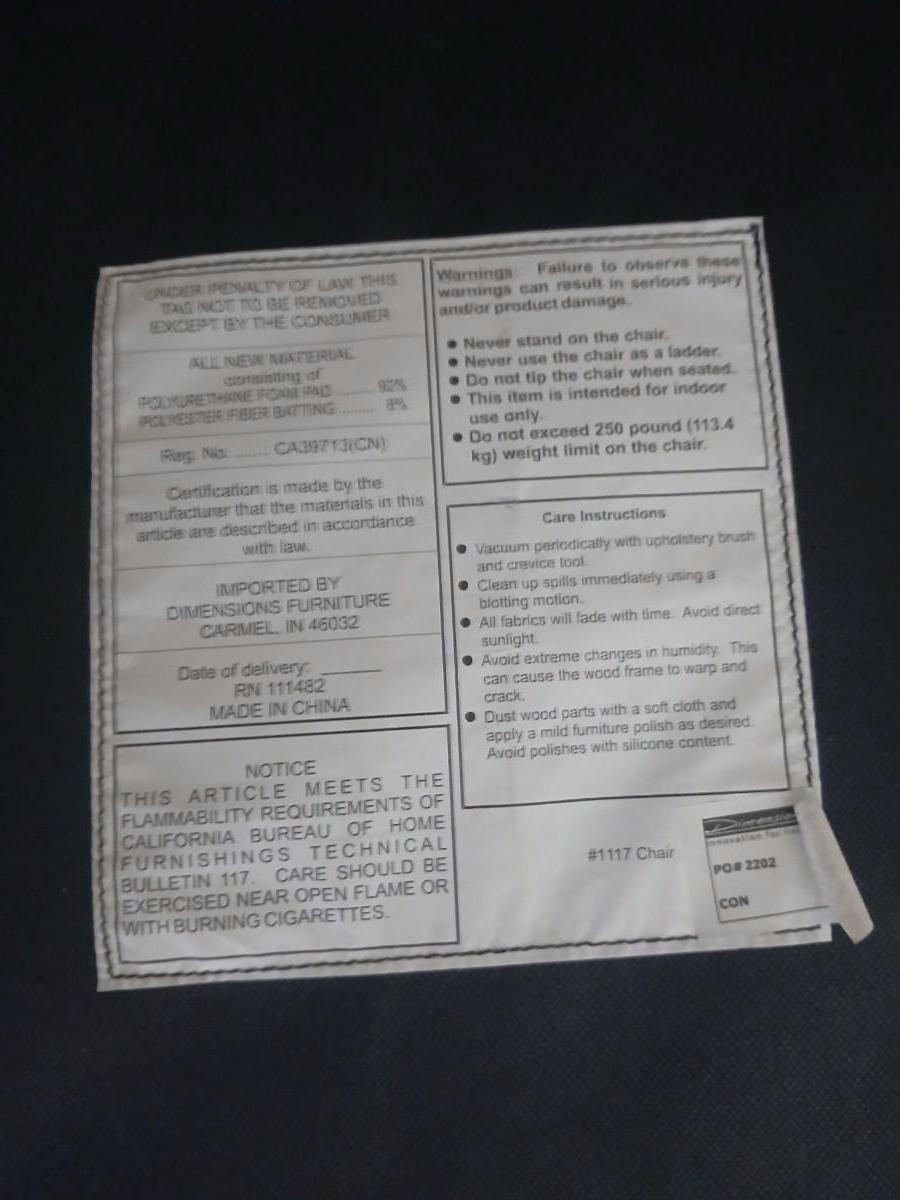 UNDER PENALTY OF LAW THIS
TAG NOT TO BE REMOVED
EXCEPT BY THE CONSUMER
ALL NEW MATERIAL
consisting of
POLYURETHANE FOAM PAD ........ 92%
POLYESTER FIBER BATTING ........ 8%
Reg. No. ....... CA39713(CN)
Certification is made by the
manufacturer that the materials in this
article are described in accordance
with law.
IMPORTED BY
DIMENSIONS FURNITURE
CARMEL, IN 46032
Date of delivery:________
RN 111482
MADE IN CHINA
NOTICE
THIS ARTICLE MEETS THE
FLAMMABILITY REQUIREMENTS OF
CALIFORNIA BUREAU OF HOME
FURNISHINGS TECHNICAL
BULLETIN 117. CARE SHOULD BE
EXERCISED NEAR OPEN FLAME OR
WITH BURNING CIGARETTES.
Warnings: Failure to observe these
warnings can result in serious injury
and/or product damage.
● Never stand on the chair.
● Never use the chair as a ladder.
● Do not tip the chair when seated.
● This item is intended for indoor
use only.
● Do not exceed 250 pound (113.4
kg) weight limit on the chair.
Care Instructions
● Vacuum periodically with upholstery brush
and crevice tool.
● Clean up spills immediately using a
blotting motion.
● All fabrics will fade with time. Avoid direct
sunlight.
● Avoid extreme changes in humidity. This
can cause the wood frame to warp and
crack.
● Dust wood parts with a soft cloth and
apply a mild furniture polish as desired.
Avoid polishes with silicone content.
#1117 Chair
Dimensio
innovation for
PO# 2202
CON